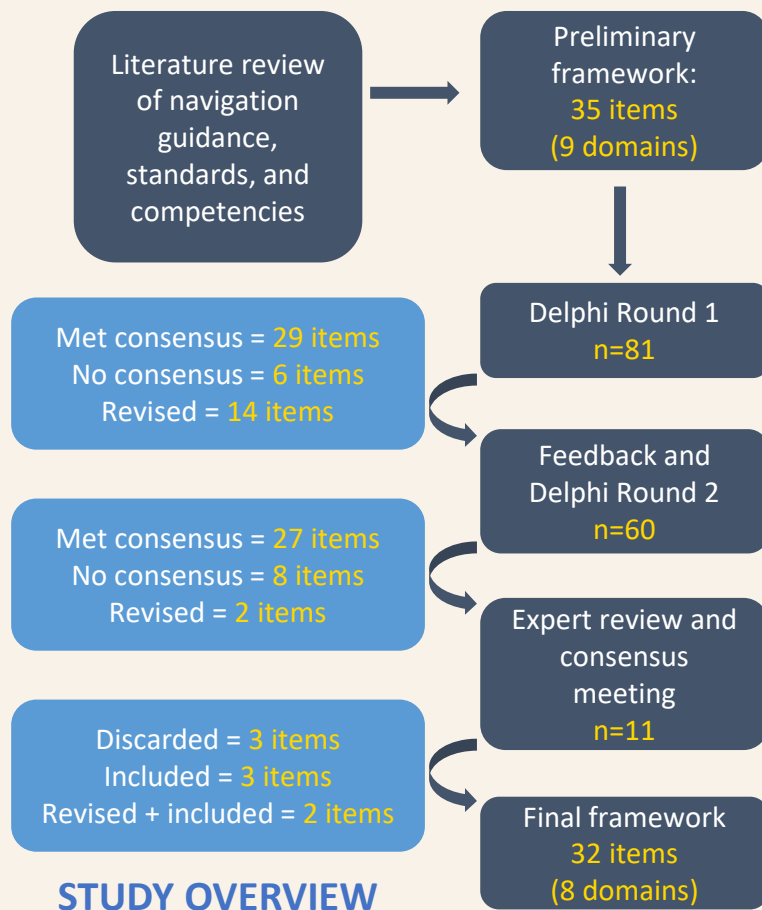 Literature review
of navigation
guidance,
standards, and
competencies
Preliminary
framework:
35 items
(9 domains)
Delphi Round 1
n=81
Met consensus = 29 items
No consensus = 6 items
Revised = 14 items
Feedback and
Delphi Round 2
n=60
Met consensus = 27 items
No consensus = 8 items
Revised = 2 items
Expert review and
consensus
meeting
n=11
Discarded = 3 items
Included = 3 items
Revised + included = 2 items
Final framework
32 items
(8 domains)
STUDY OVERVIEW